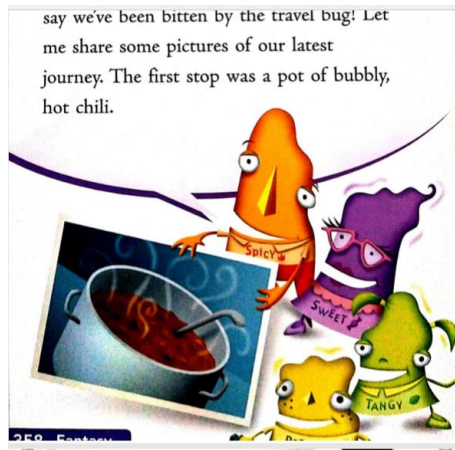 say we've been bitten by the travel bug! Let
me share some pictures of our latest
journey. The first stop was a pot of bubbly,
hot chili.
SPICY
SWEET
TANGY
358 Fantasy